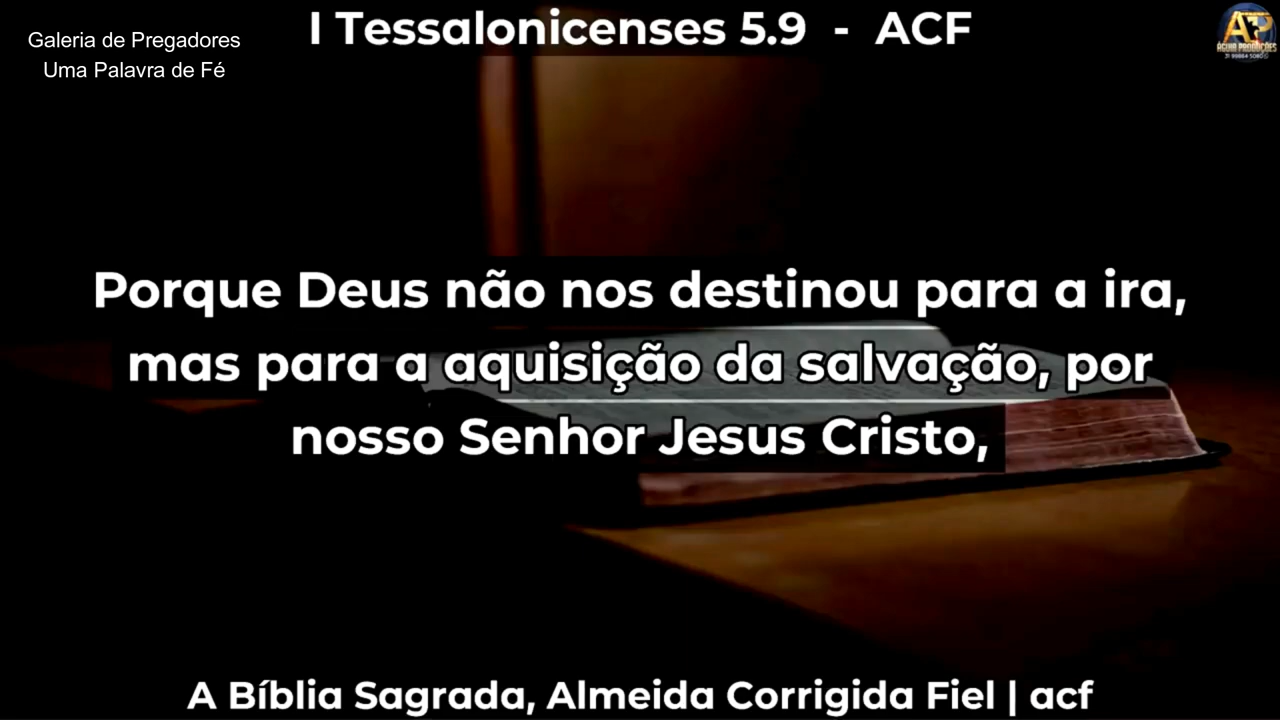 Galeria de Pregadores
Uma Palavra de Fé
I Tessalonicenses 5.9 - ACF
Porque Deus não nos destinou para a ira,
mas para a aquisição da salvação, por
nosso Senhor Jesus Cristo,
A Bíblia Sagrada, Almeida Corrigida Fiel | acf